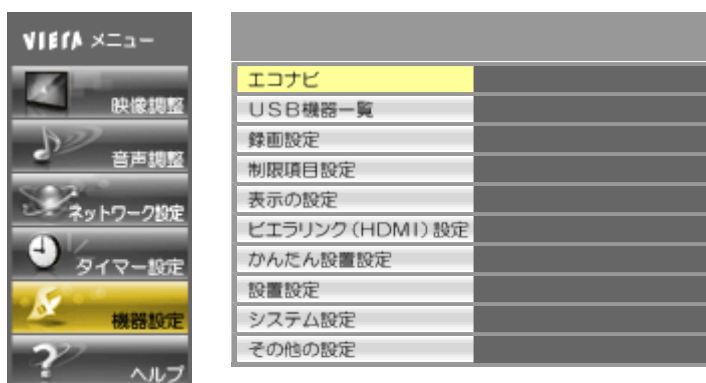 VIErA メニュー
映像調整
音声調整
ネットワーク設定
タイマー設定
機器設定
ヘルプ
エコナビ
USB機器一覧
録画設定
制限項目設定
表示の設定
ビエラリンク(HDMI)設定
かんたん設置設定
設置設定
システム設定
その他の設定